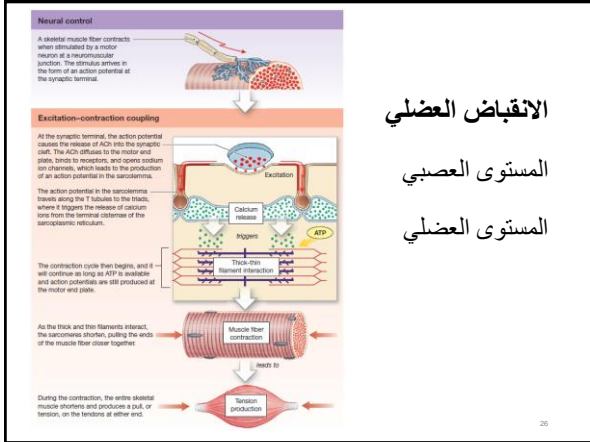 Neural control
A skeletal muscle fiber contracts
when stimulated by a motor
neuron at a neuromuscular
junction. The stimulus arrives in
the form of an action potential at
the synaptic terminal.
Excitation–contraction coupling
At the synaptic terminal, the action potential
causes the release of ACh into the synaptic
cleft. The ACh diffuses to the motor end
plate, binds to receptors, and opens sodium
ion channels, which leads to the production
of an action potential in the sarcolemma.
The action potential in the sarcolemma
travels along the T tubules to the triads,
where it triggers the release of calcium
ions from the terminal cisternae of the
sarcoplasmic reticulum.
Excitation
Calcium
release
triggers
ATP
Thick-thin
filament interaction
The contraction cycle then begins, and it
will continue as long as ATP is available
and action potentials are still produced at
the motor end plate.
As the thick and thin filaments interact,
the sarcomeres shorten, pulling the ends
of the muscle fiber closer together.
Muscle fiber
contraction
leads to
During the contraction, the entire skeletal
muscle shortens and produces a pull, or
tension, on the tendons at either end.
Tension
production
الانقباض العضلي
المستوى العصبي
المستوى العضلي
26